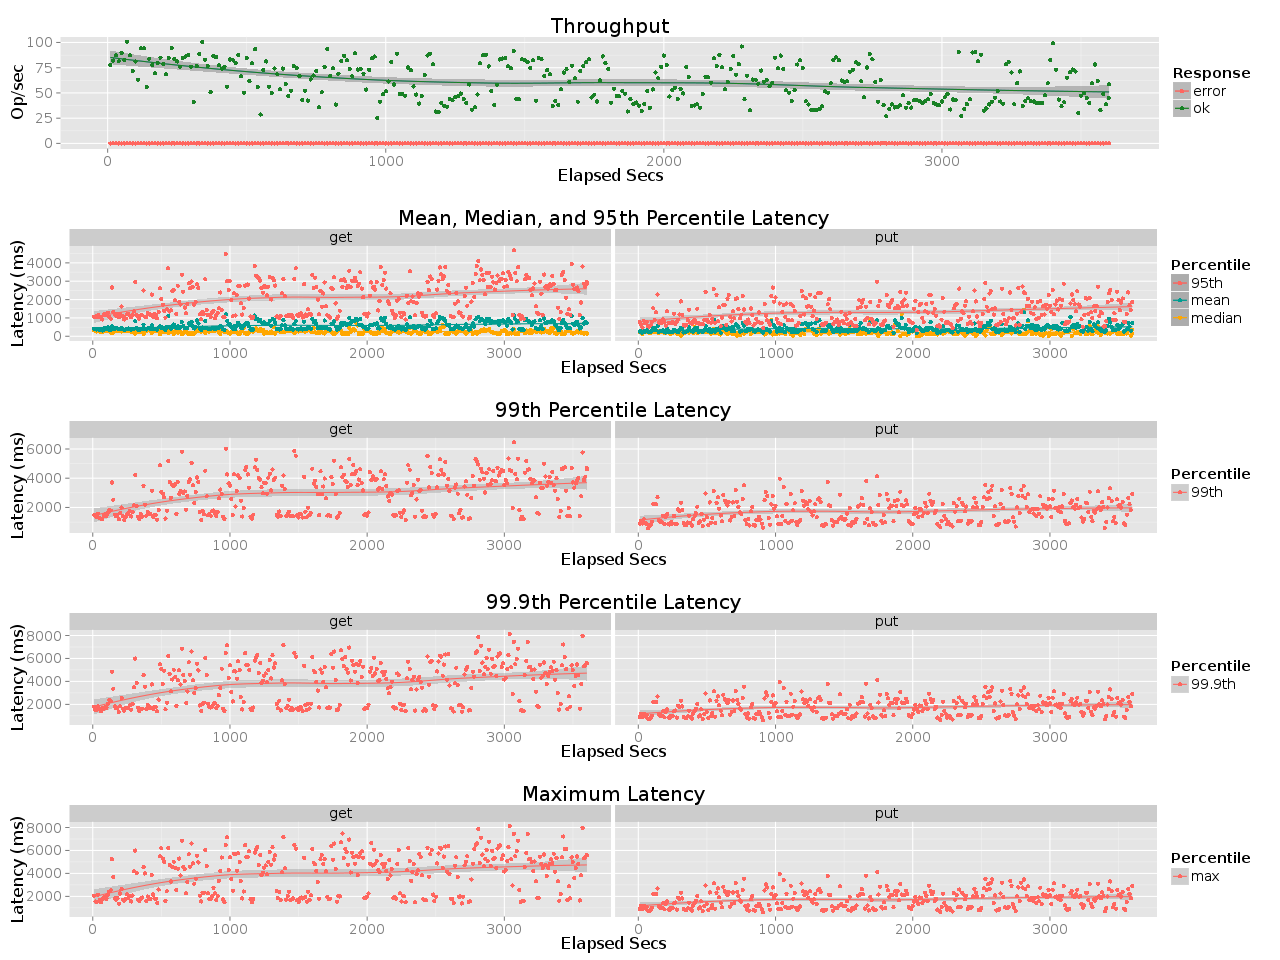 Throughput
100
75
50
25
0
Op/sec
0 1000 2000 3000
Elapsed Secs
Response
error
ok
Mean, Median, and 95th Percentile Latency
get put
4000
3000
2000
1000
0
Latency (ms)
0 1000 2000 3000 0 1000 2000 3000
Elapsed Secs
Percentile
95th
mean
median
99th Percentile Latency
get put
6000
4000
2000
Latency (ms)
0 1000 2000 3000 0 1000 2000 3000
Elapsed Secs
Percentile
99th
99.9th Percentile Latency
get put
8000
6000
4000
2000
Latency (ms)
0 1000 2000 3000 0 1000 2000 3000
Elapsed Secs
Percentile
99.9th
Maximum Latency
get put
8000
6000
4000
2000
Latency (ms)
0 1000 2000 3000 0 1000 2000 3000
Elapsed Secs
Percentile
max